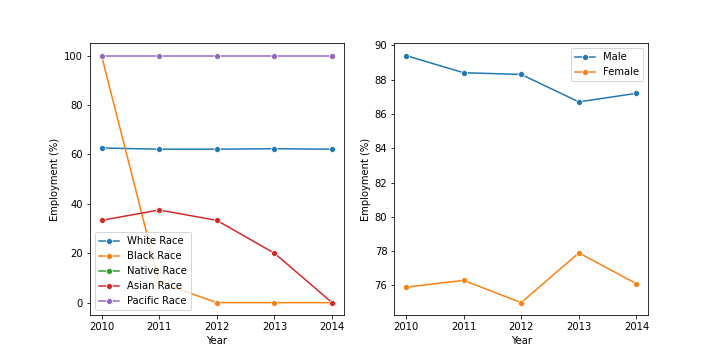 100
80
60
40
20
0
Employment (%)
White Race
Black Race
Native Race
Asian Race
Pacific Race
2010 2011 2012 2013 2014
Year
90
88
86
84
82
80
78
76
Employment (%)
Male
Female
2010 2011 2012 2013 2014
Year